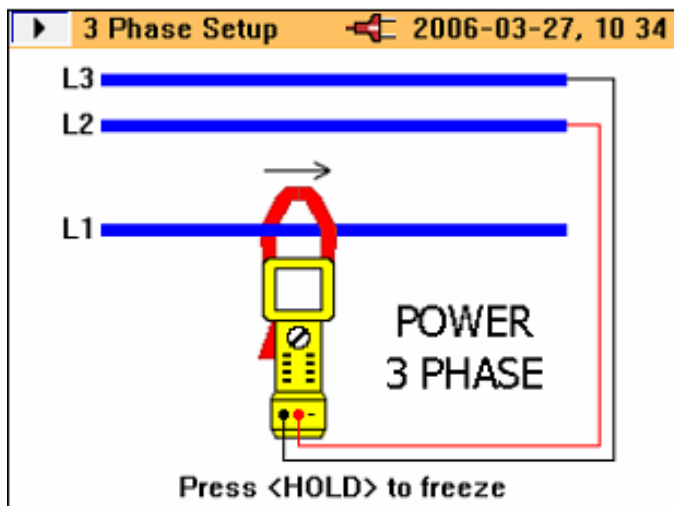 3 Phase Setup 2006-03-27, 10 34
L3
L2
L1
POWER
3 PHASE
Press <HOLD> to freeze